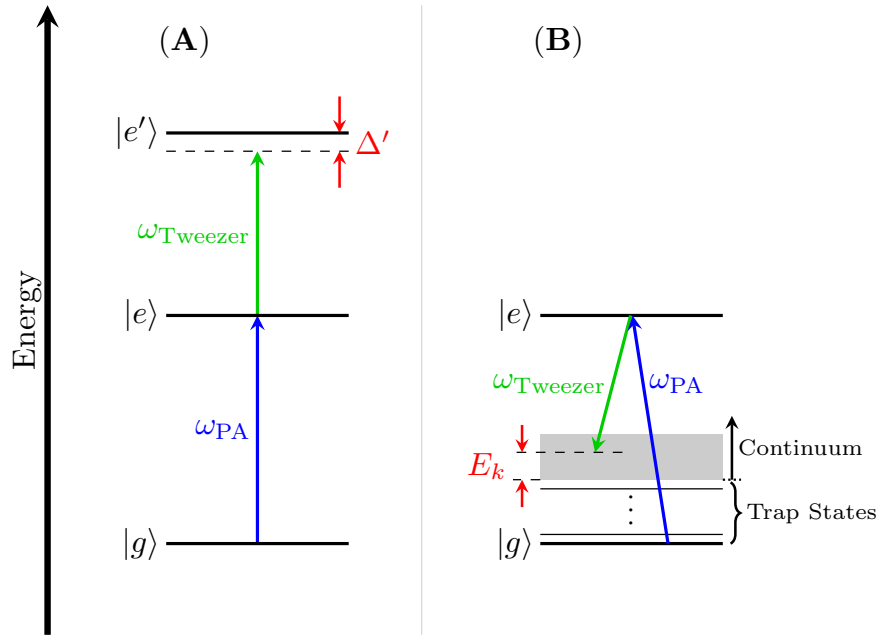 Energy
(A)
|e′⟩
Δ′
ω_Tweezer
|e⟩
ω_PA
|g⟩
(B)
|e⟩
ω_Tweezer
ω_PA
E_k
Continuum
Trap States
|g⟩